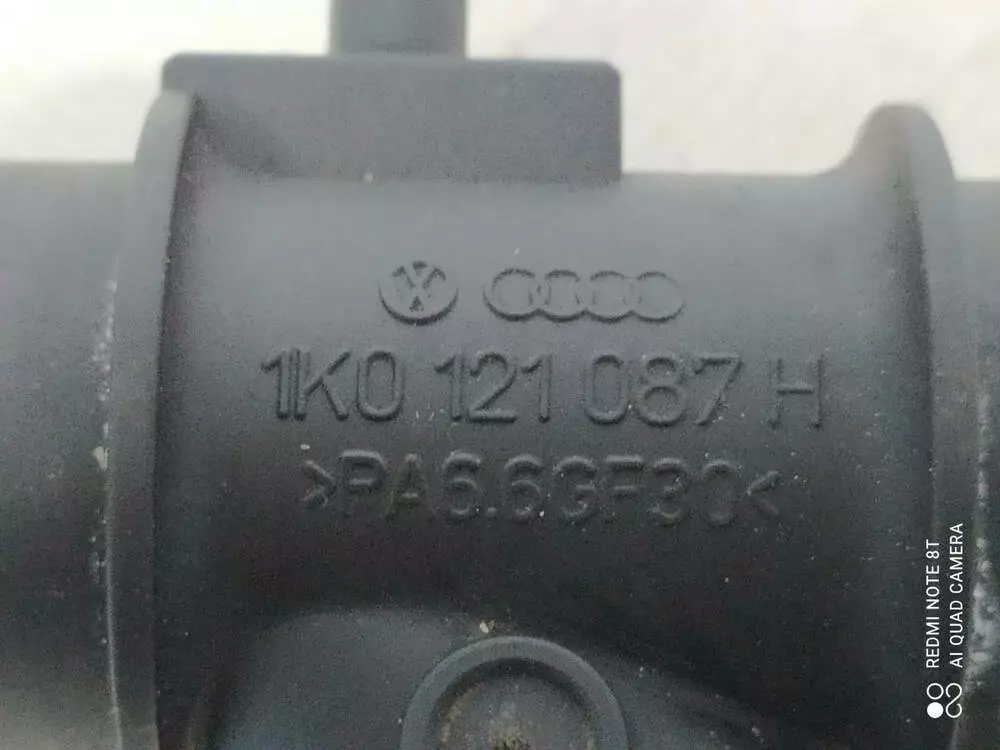 1K0 121 087 H
>PA6.6GF30<
REDMI NOTE 8T
AI QUAD CAMERA